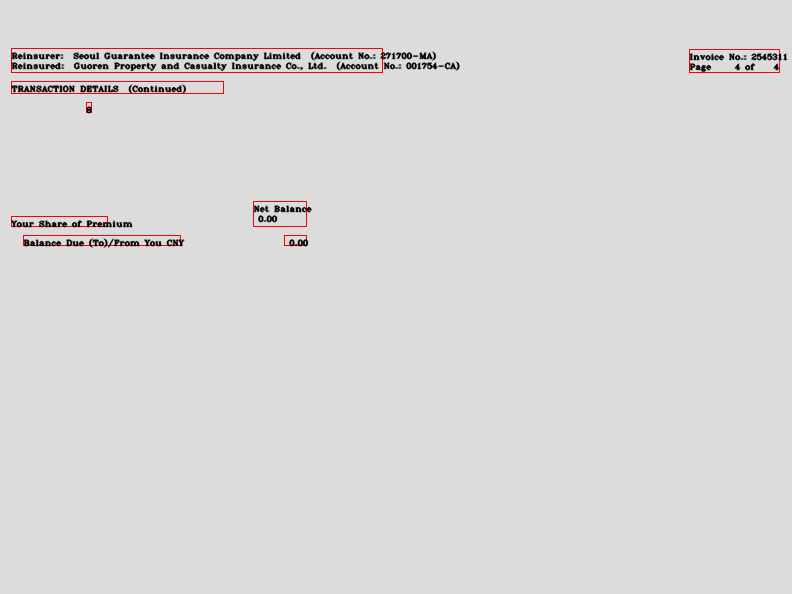 Reinsurer: Seoul Guarantee Insurance Company Limited (Account No.: 271700-MA)
Reinsured: Guoren Property and Casualty Insurance Co., Ltd. (Account No.: 001754-CA)
Invoice No.: 2545311
Page 4 of 4
TRANSACTION DETAILS (Continued)
Net Balance
Your Share of Premium 0.00
Balance Due (To)/From You CNY 0.00